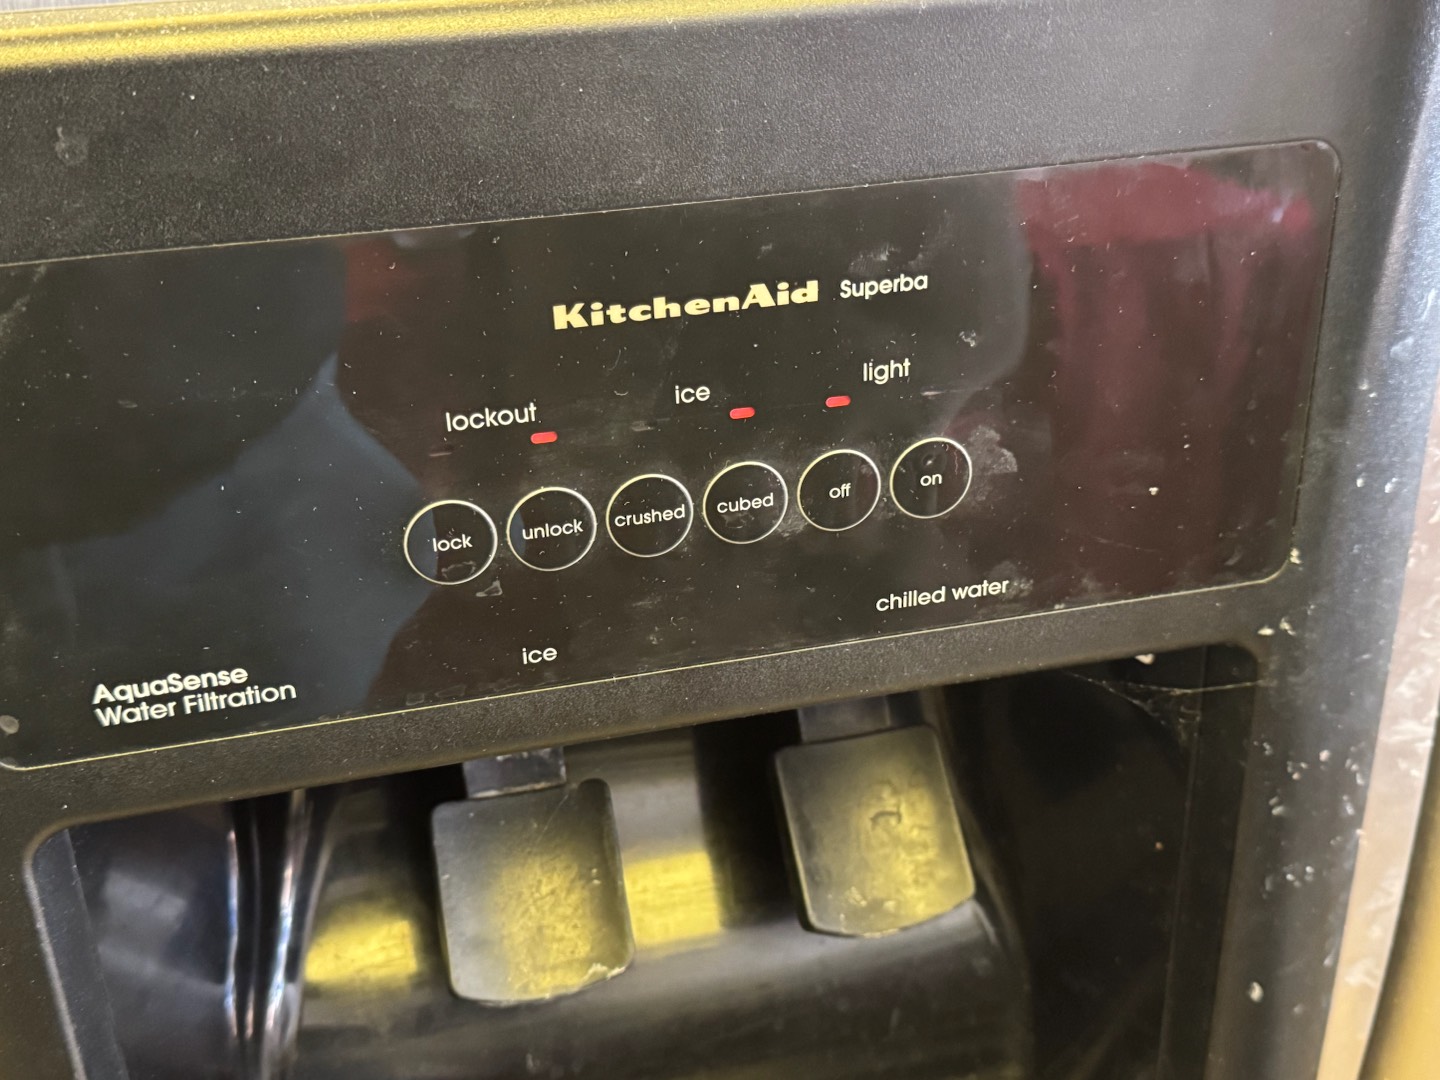 KitchenAid Superba
lockout ice light
lock unlock crushed cubed off on
chilled water
ice
AquaSense
Water Filtration